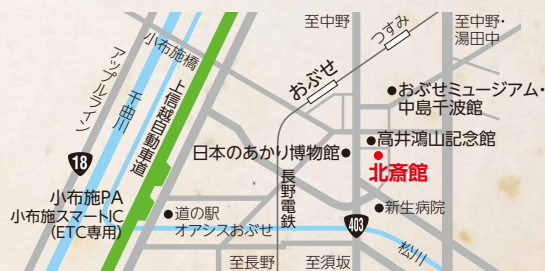 至中野
至中野・
湯田中
つすみ
小布施橋
アップルライン
千曲川
上信越自動車道
おぶせ
おぶせミュージアム・
中島千波館
高井鴻山記念館
日本のあかり博物館
北斎館
18
長野電鉄
小布施PA
小布施スマートIC
(ETC専用)
道の駅
オアシスおぶせ
新生病院
403
松川
至長野
至須坂